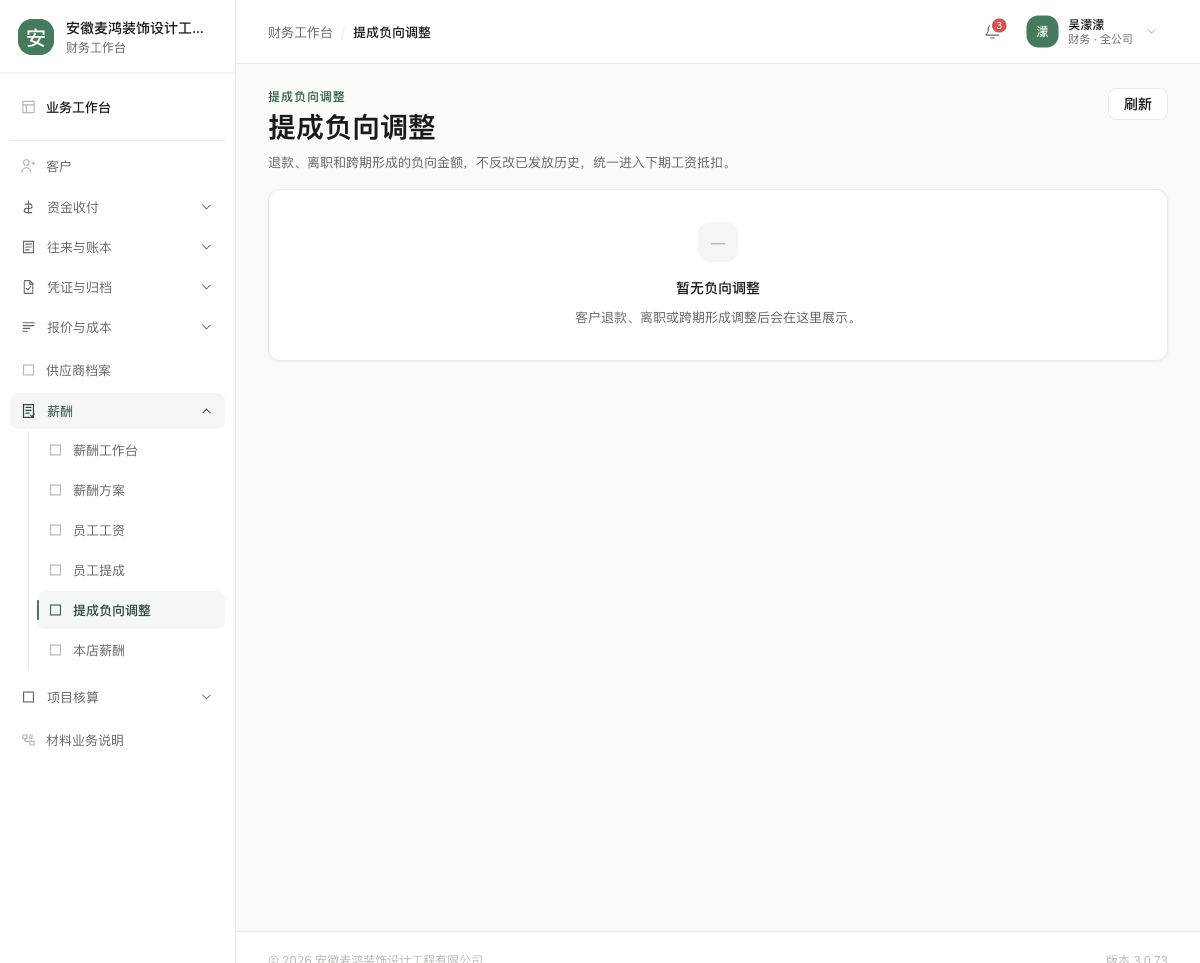 安
安徽麦鸿装饰设计工...
财务工作台
业务工作台
客户
资金收付
往来与账本
凭证与归档
报价与成本
供应商档案
薪酬
薪酬工作台
薪酬方案
员工工资
员工提成
提成负向调整
本店薪酬
项目核算
材料业务说明
财务工作台 / 提成负向调整
3
濛
吴濛濛
财务 · 全公司
提成负向调整
提成负向调整
退款、离职和跨期形成的负向金额，不反改已发放历史，统一进入下期工资抵扣。
刷新
暂无负向调整
客户退款、离职或跨期形成调整后会在这里展示。
© 2026 安徽麦鸿装饰设计工程有限公司
版本 3.0.73